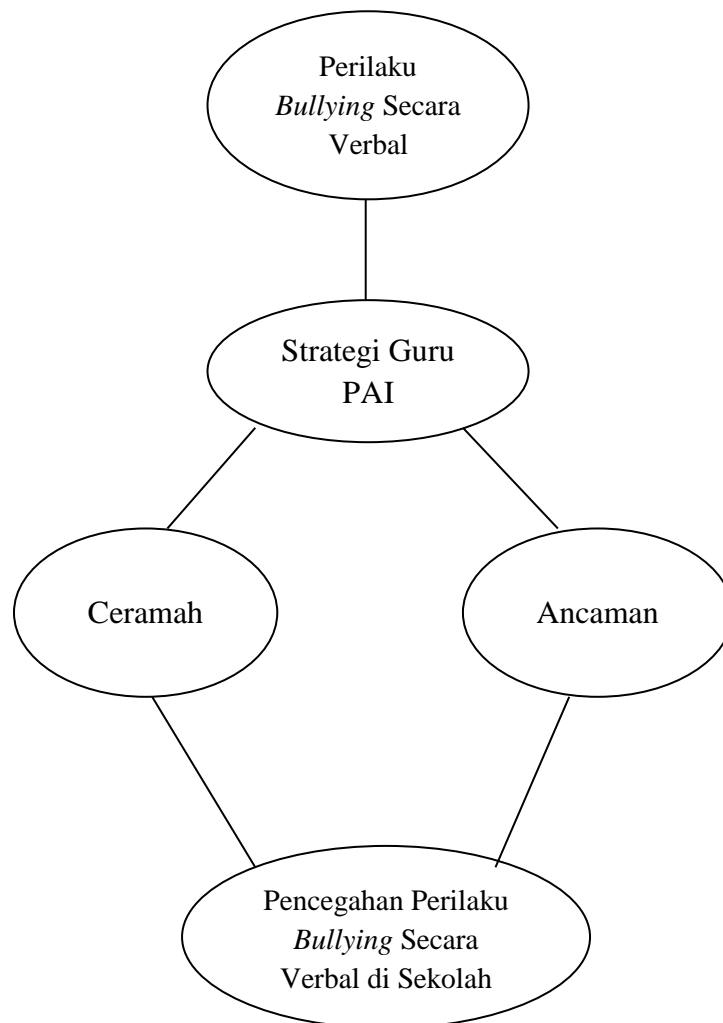 Perilaku
Bullying Secara
Verbal
Strategi Guru
PAI
Ceramah
Ancaman
Pencegahan Perilaku
Bullying Secara
Verbal di Sekolah